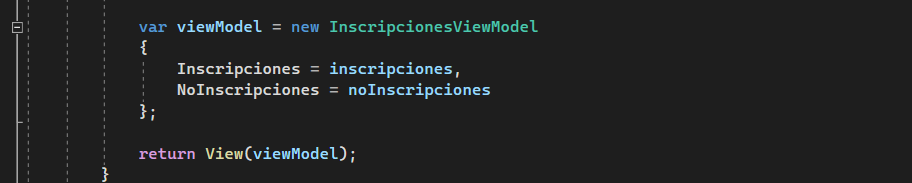 var viewModel = new InscripcionesViewModel
{
Inscripciones = inscripciones,
NoInscripciones = noInscripciones
};
return View(viewModel);
}